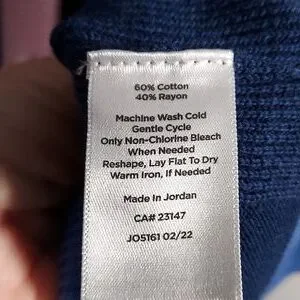 60% Cotton
40% Rayon
Machine Wash Cold
Gentle Cycle
Only Non-Chlorine Bleach
When Needed
Reshape, Lay Flat To Dry
Warm Iron, If Needed
Made In Jordan
CA# 23147
JO5161 02/22